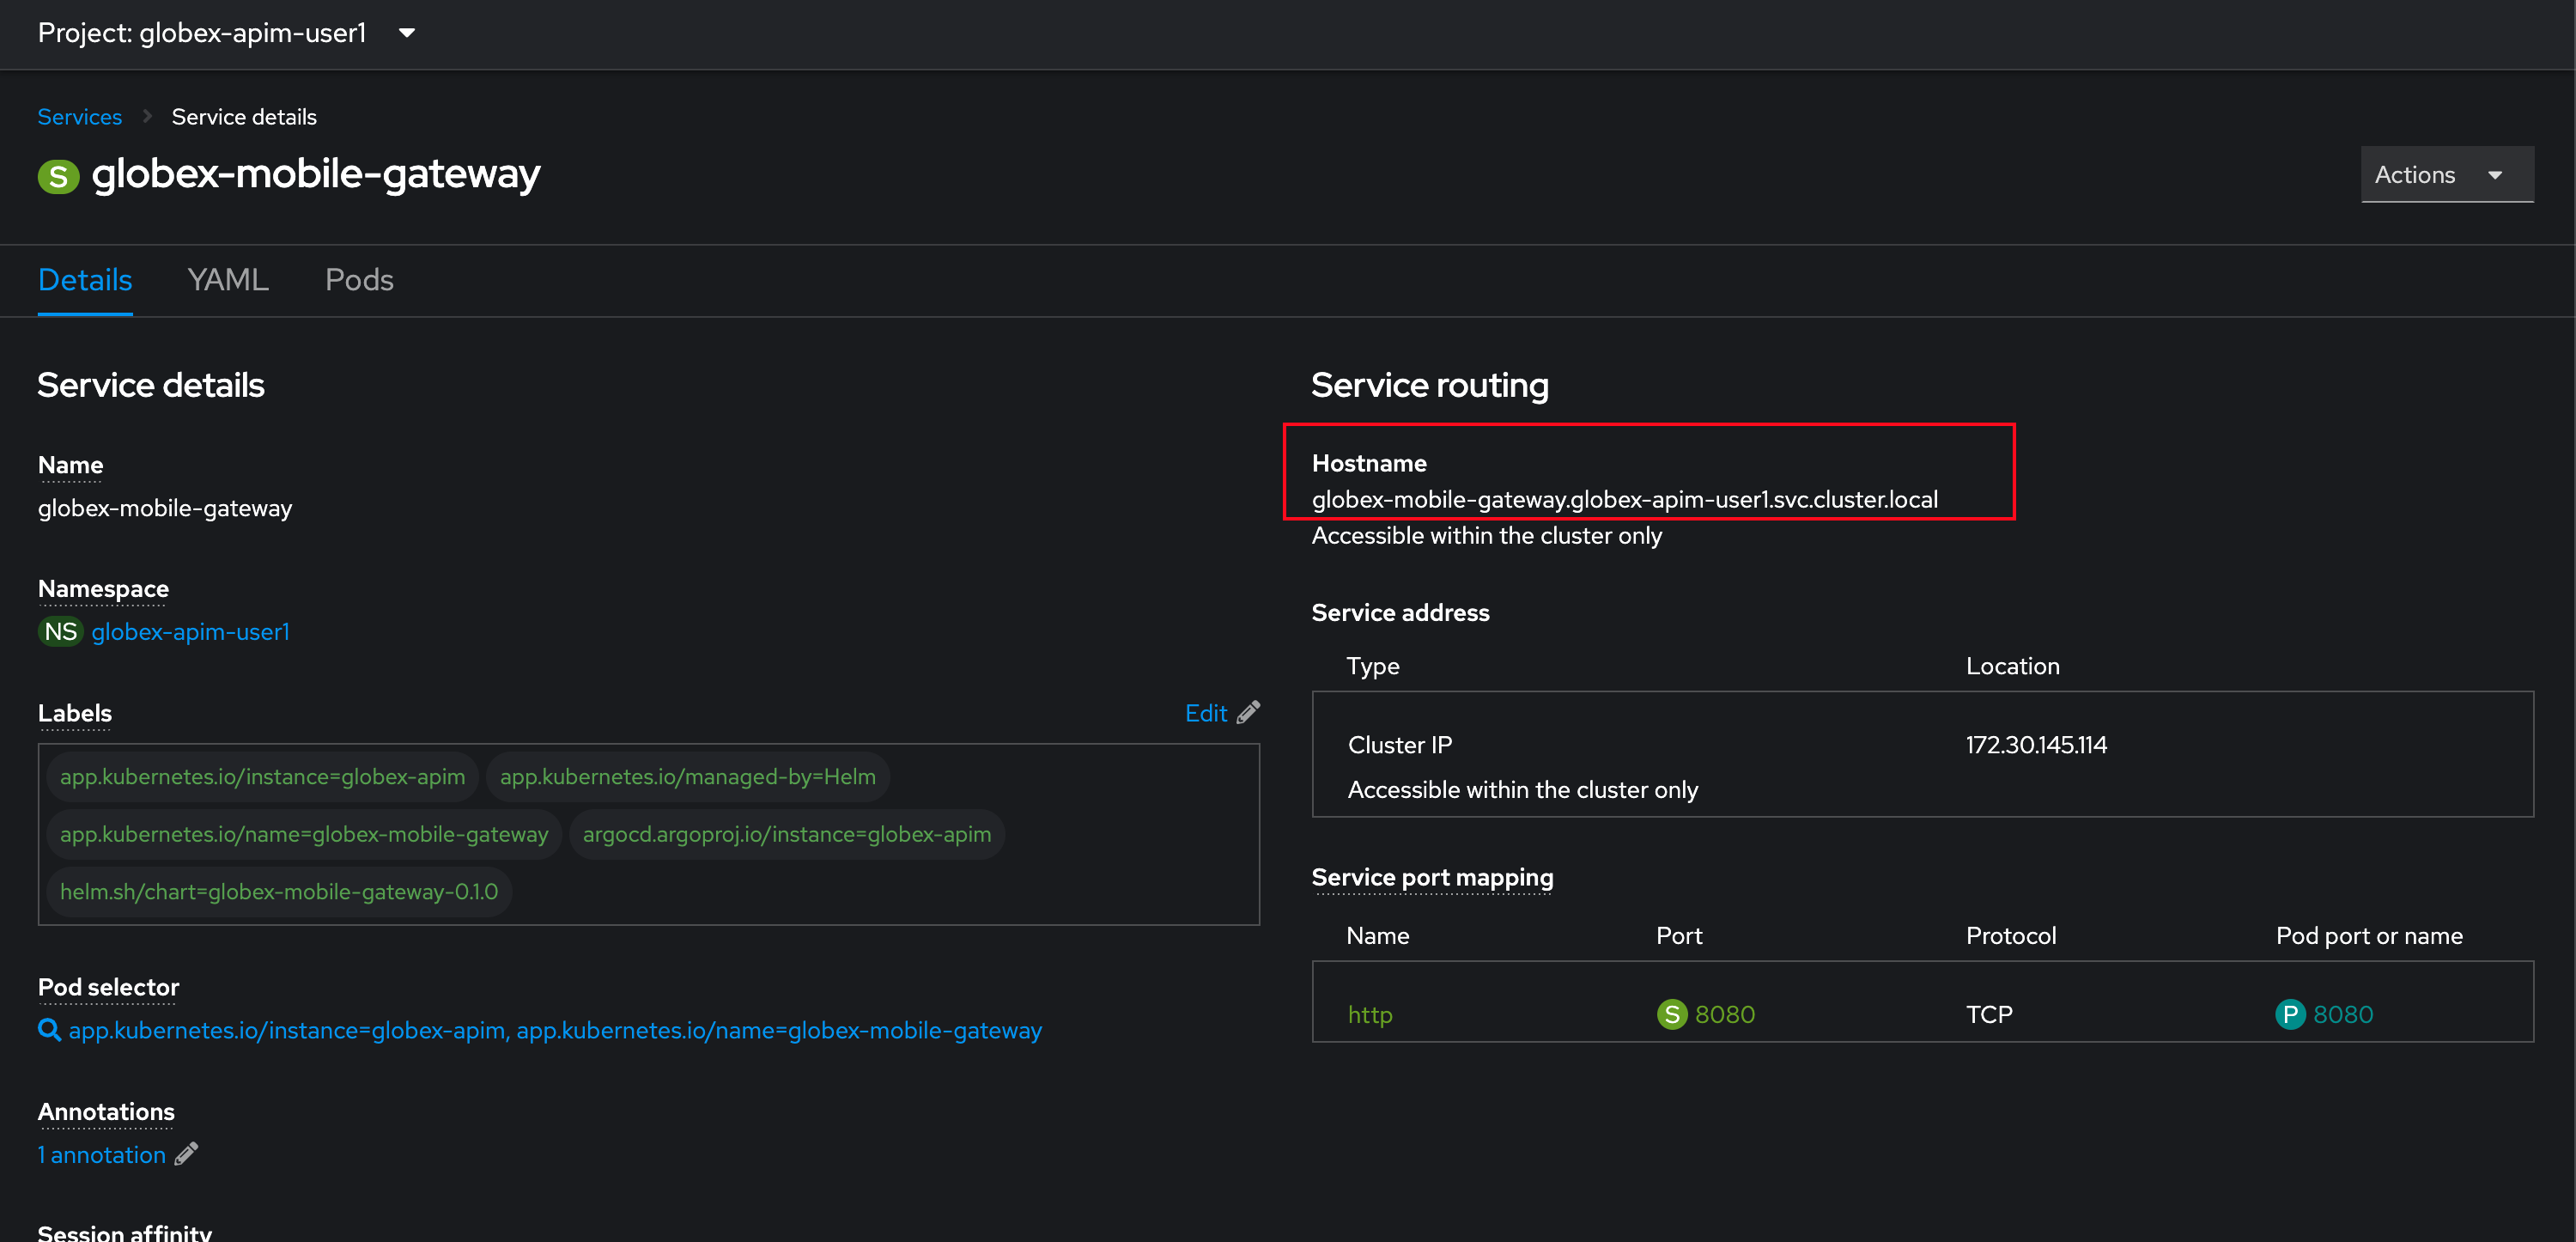 Project: globex-apim-user1
Services
Service details
S globex-mobile-gateway
Actions
Details
YAML
Pods
Service details
Name
globex-mobile-gateway
Namespace
NS globex-apim-user1
Labels
Edit
app.kubernetes.io/instance=globex-apim
app.kubernetes.io/managed-by=Helm
app.kubernetes.io/name=globex-mobile-gateway
argocd.argoproj.io/instance=globex-apim
helm.sh/chart=globex-mobile-gateway-0.1.0
Pod selector
app.kubernetes.io/instance=globex-apim, app.kubernetes.io/name=globex-mobile-gateway
Annotations
1 annotation
Session affinity
Service routing
Hostname
globex-mobile-gateway.globex-apim-user1.svc.cluster.local
Accessible within the cluster only
Service address
Type Location
Cluster IP 172.30.145.114
Accessible within the cluster only
Service port mapping
Name Port Protocol Pod port or name
http S 8080 TCP P 8080